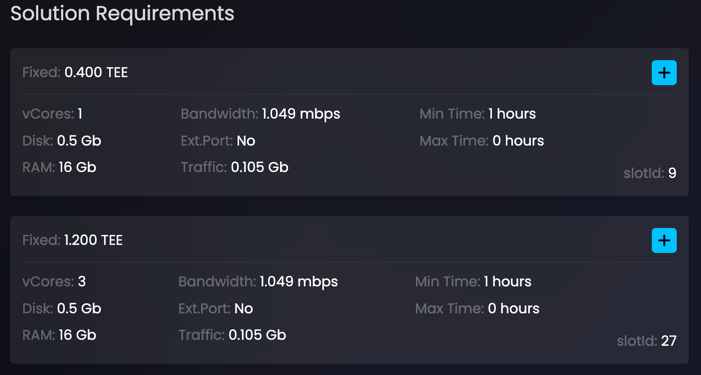 Solution Requirements
Fixed: 0.400 TEE
vCores: 1 Bandwidth: 1.049 mbps Min Time: 1 hours
Disk: 0.5 Gb Ext.Port: No Max Time: 0 hours
RAM: 16 Gb Traffic: 0.105 Gb
slotId: 9
Fixed: 1.200 TEE
vCores: 3 Bandwidth: 1.049 mbps Min Time: 1 hours
Disk: 0.5 Gb Ext.Port: No Max Time: 0 hours
RAM: 16 Gb Traffic: 0.105 Gb
slotId: 27